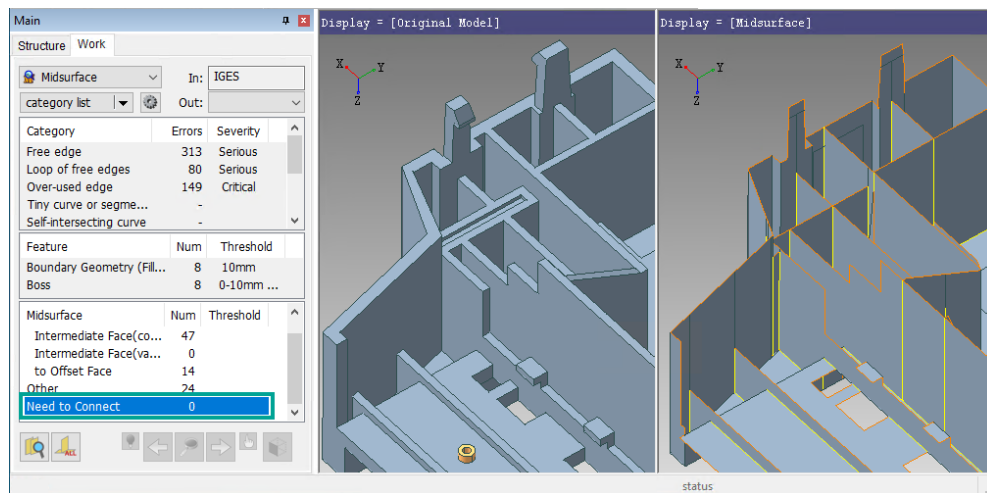 Main
Display = [Original Model]
Display = [Midsurface]
Structure Work
Midsurface In: IGES
category list Out:
Category Errors Severity
Free edge 313 Serious
Loop of free edges 80 Serious
Over-used edge 149 Critical
Tiny curve or segme... -
Self-intersecting curve -
Feature Num Threshold
Boundary Geometry (Fill... 8 10mm
Boss 8 0-10mm ...
Midsurface Num Threshold
Intermediate Face(co... 47
Intermediate Face(va... 0
to Offset Face 14
Other 24
Need to Connect 0
ALL
X Y Z
X Y Z
status